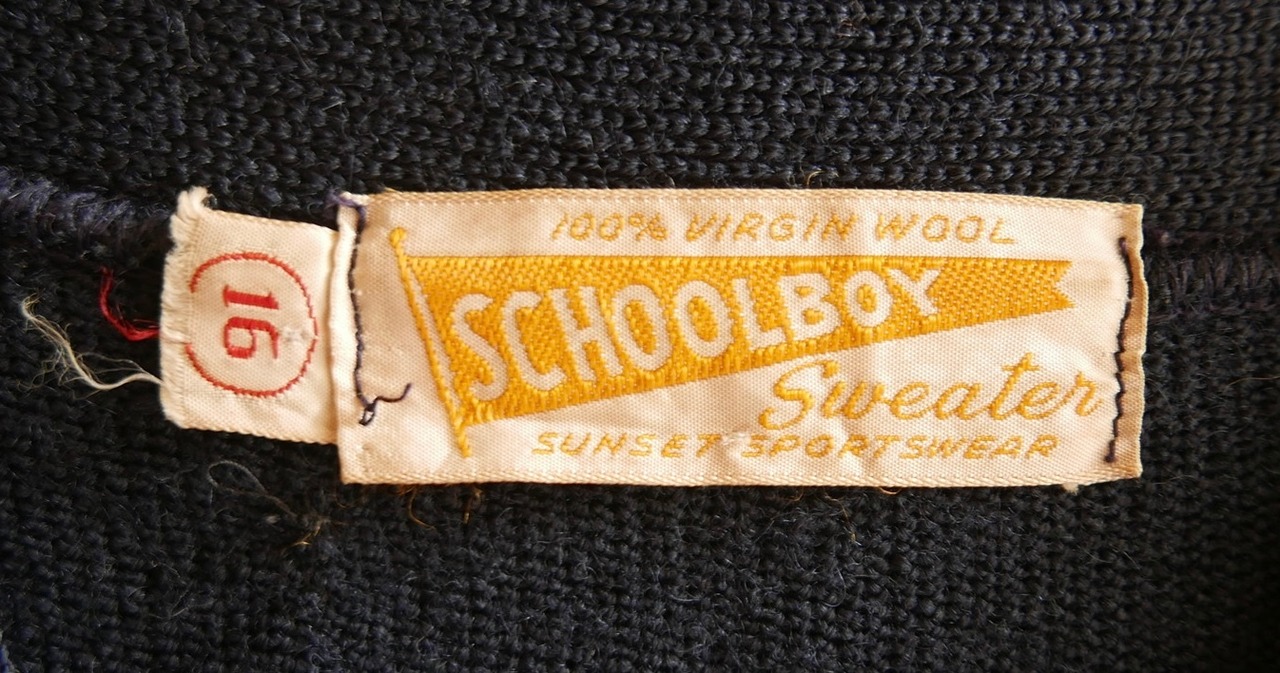 16
100% VIRGIN WOOL
SCHOOLBOY
Sweater
SUNSET SPORTSWEAR